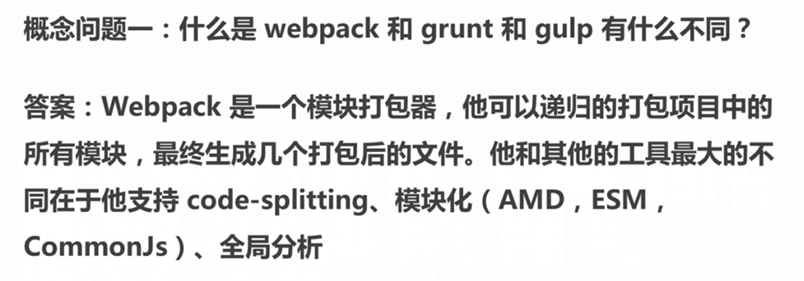 概念问题一：什么是 webpack 和 grunt 和 gulp 有什么不同？
答案：Webpack 是一个模块打包器，他可以递归的打包项目中的
所有模块，最终生成几个打包后的文件。他和其他的工具最大的不
同在于他支持 code-splitting、模块化（AMD，ESM，
CommonJs）、全局分析